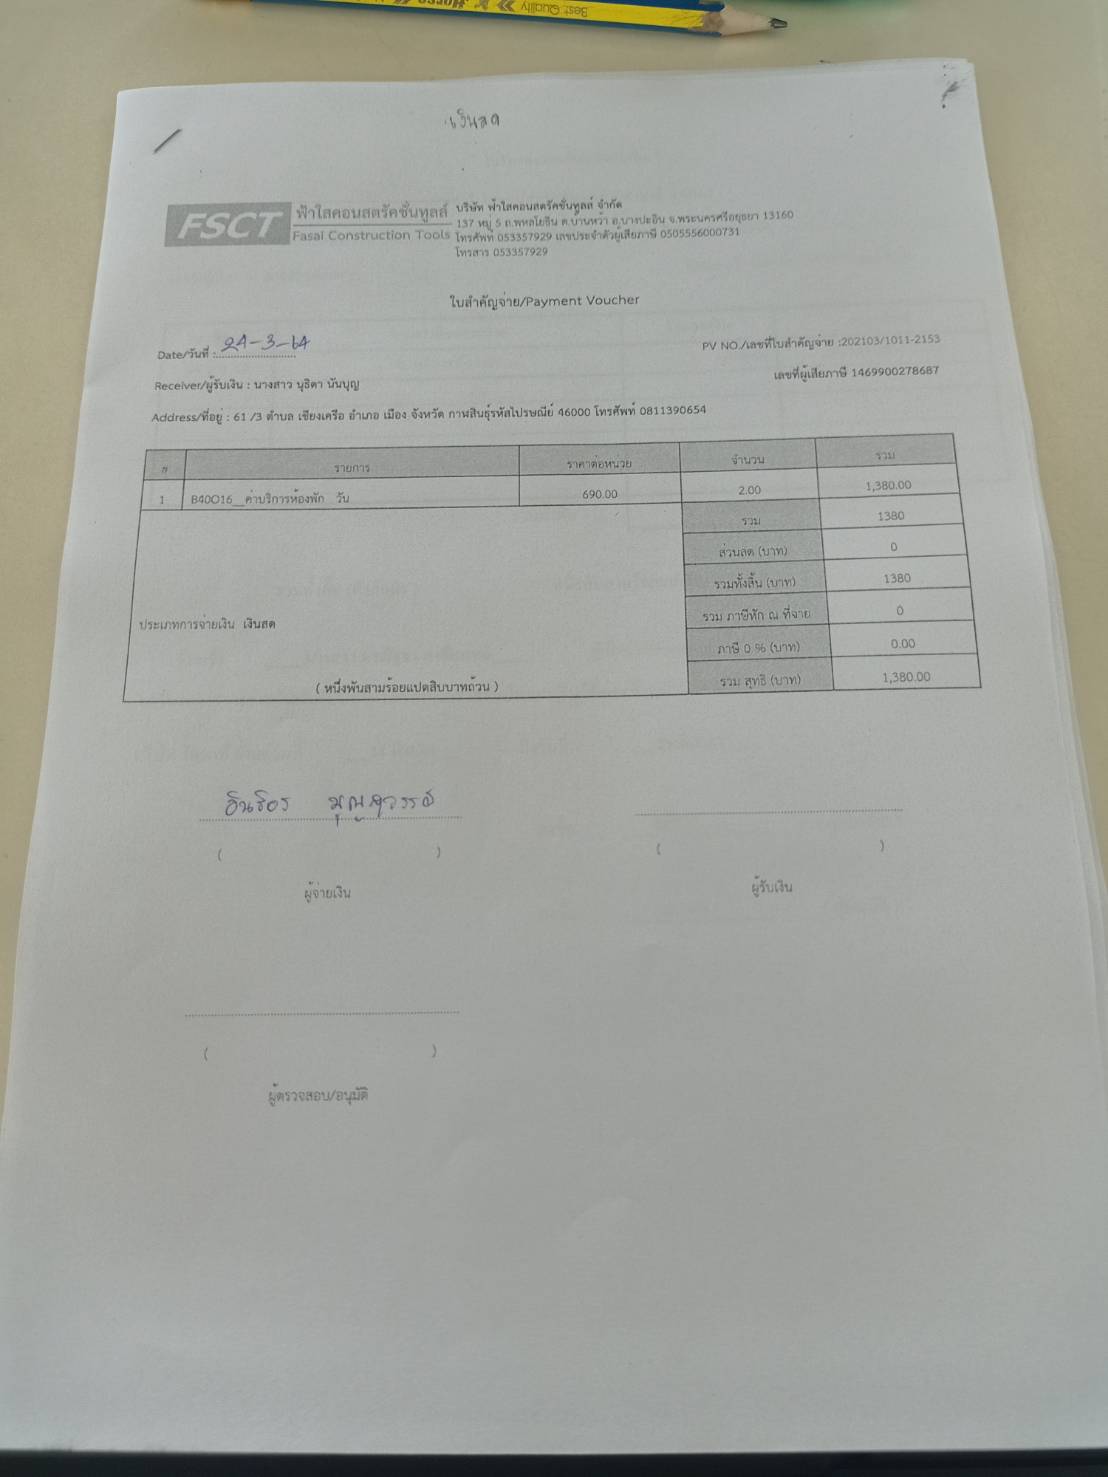 Best Quality
เงินสด
FSCT
ฟ้าใสคอนสตรัคชั่นทูลส์
Fasai Construction Tools
บริษัท ฟ้าใสคอนสตรัคชั่นทูลส์ จำกัด
137 หมู่ 5 ถ.พหลโยธิน ต.บ้านหว้า อ.บางปะอิน จ.พระนครศรีอยุธยา 13160
โทรศัพท์ 053357929 เลขประจำตัวผู้เสียภาษี 0505556000731
โทรสาร 053357929
ใบสำคัญจ่าย/Payment Voucher
Date/วันที่ : 24-3-64
PV NO./เลขที่ใบสำคัญจ่าย :202103/1011-2153
Receiver/ผู้รับเงิน : นางสาว นุธิดา นันบุญ
เลขที่ผู้เสียภาษี 1469900278687
Address/ที่อยู่ : 61 /3 ตำบล เชียงเครือ อำเภอ เมือง จังหวัด กาฬสินธุ์รหัสไปรษณีย์ 46000 โทรศัพท์ 0811390654
# รายการ ราคาต่อหน่วย จำนวน รวม
1 B40O16__ค่าบริการห้องพัก วัน 690.00 2.00 1,380.00
รวม 1380
ส่วนลด (บาท) 0
รวมทั้งสิ้น (บาท) 1380
ประเภทการจ่ายเงิน เงินสด
รวม ภาษีหัก ณ ที่จ่าย 0
ภาษี 0 % (บาท) 0.00
( หนึ่งพันสามร้อยแปดสิบบาทถ้วน )
รวม สุทธิ (บาท) 1,380.00
( ) ( )
ผู้จ่ายเงิน ผู้รับเงิน
( )
ผู้ตรวจสอบ/อนุมัติ